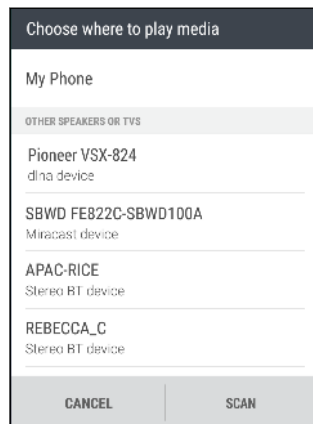 Choose where to play media
My Phone
OTHER SPEAKERS OR TVS
Pioneer VSX-824
dlna device
SBWD FE822C-SBWD100A
Miracast device
APAC-RICE
Stereo BT device
REBECCA_C
Stereo BT device
CANCEL SCAN